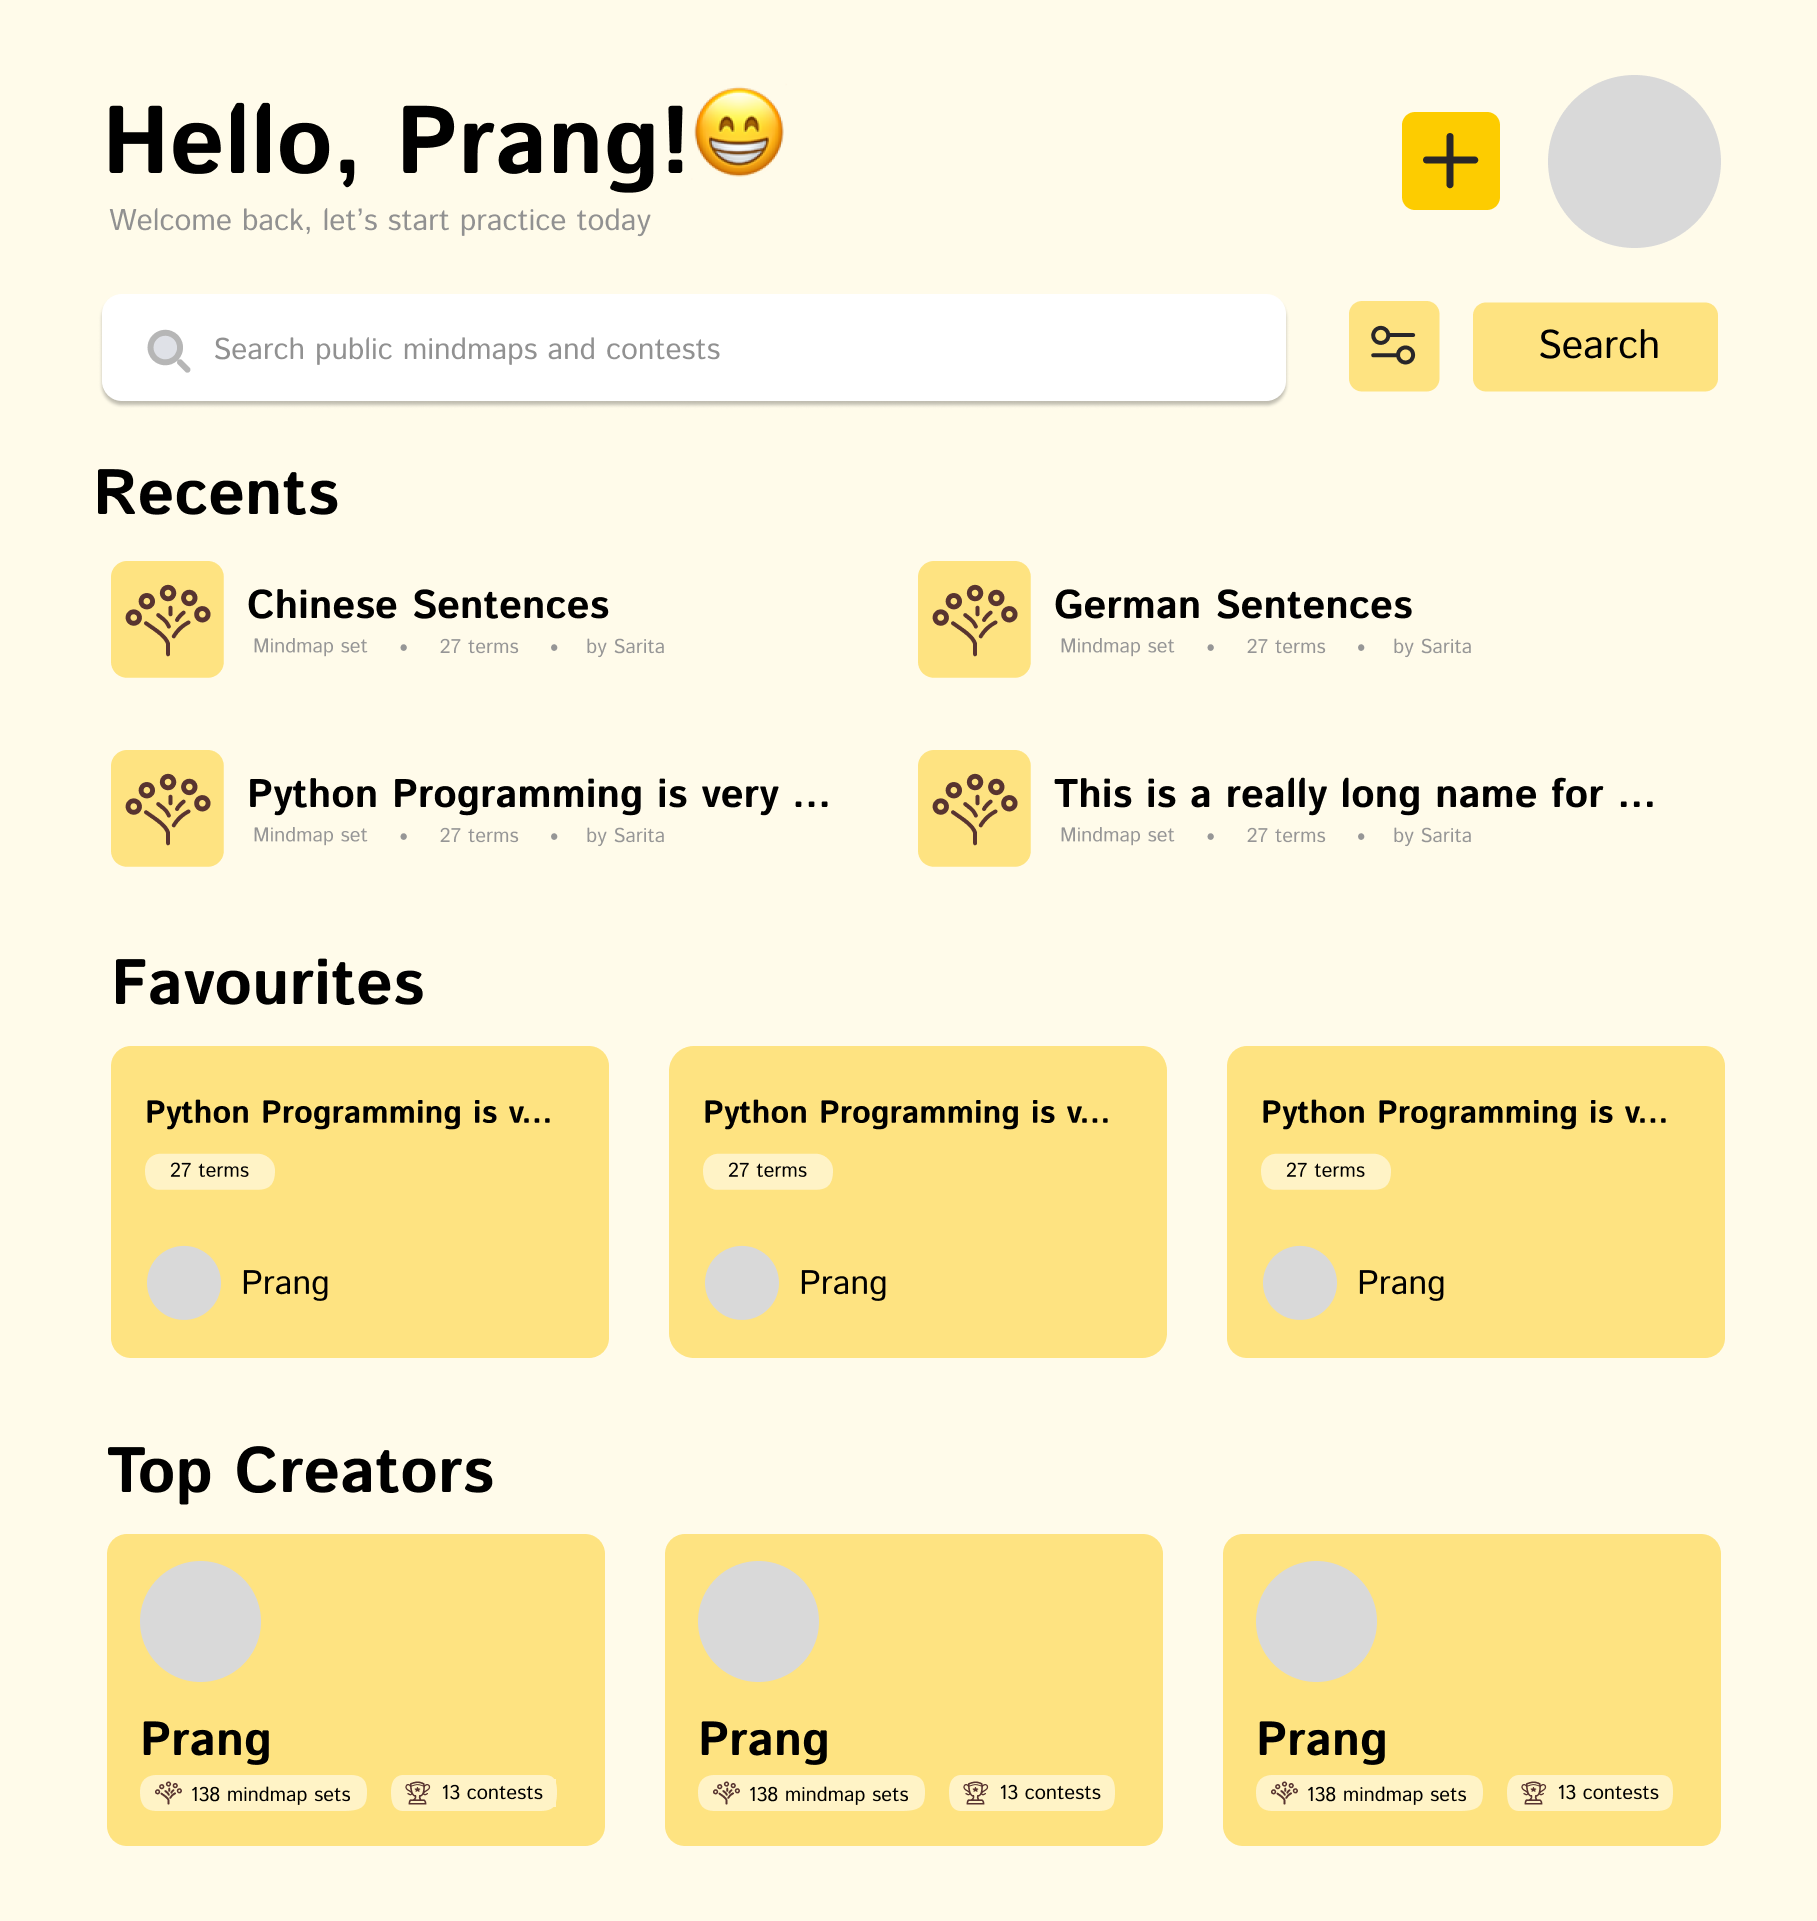 Hello, Prang!😁
Welcome back, let's start practice today
Search public mindmaps and contests
Search
Recents
Chinese Sentences
Mindmap set • 27 terms • by Sarita
German Sentences
Mindmap set • 27 terms • by Sarita
Python Programming is very ...
Mindmap set • 27 terms • by Sarita
This is a really long name for ...
Mindmap set • 27 terms • by Sarita
Favourites
Python Programming is v...
27 terms
Prang
Python Programming is v...
27 terms
Prang
Python Programming is v...
27 terms
Prang
Top Creators
Prang
138 mindmap sets
13 contests
Prang
138 mindmap sets
13 contests
Prang
138 mindmap sets
13 contests